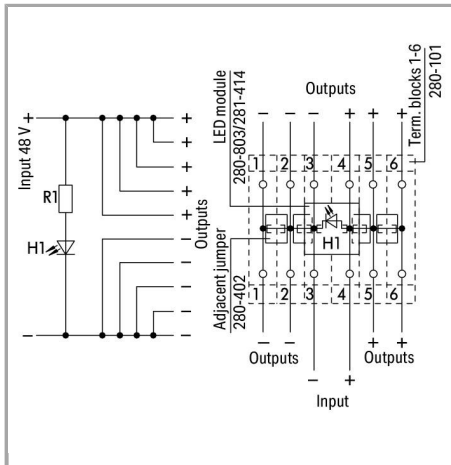 Input 48 V
+
−
R1
H1
+
+
+
+
+
−
−
−
−
−
Outputs
LED module
280-803/281-414
Adjacent jumper
280-402
Term. blocks 1-6
280-101
Outputs
− − − + + +
1 2 3 4 5 6
H1
1 2 3 4 5 6
− − + +
Outputs Outputs
− +
Input